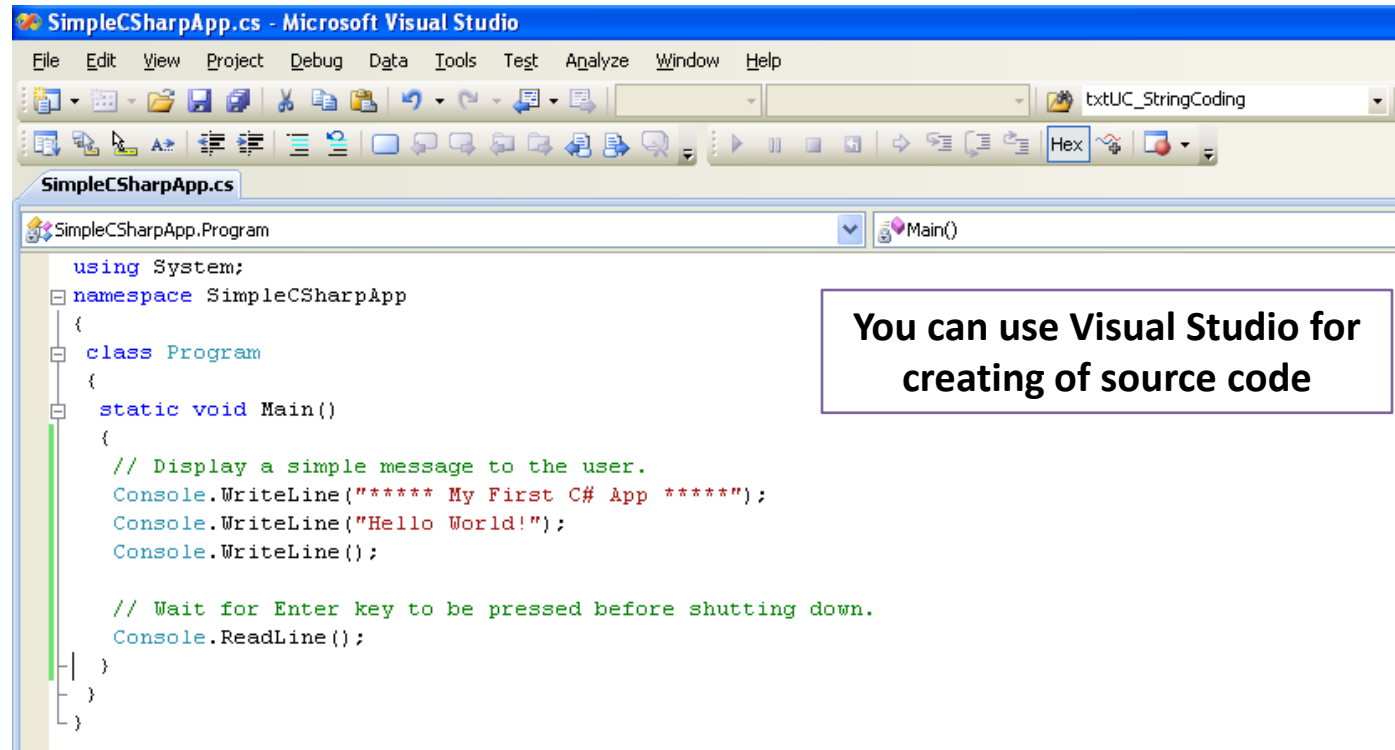 SimpleCSharpApp.cs - Microsoft Visual Studio
File Edit View Project Debug Data Tools Test Analyze Window Help
txtUC_StringCoding
Hex
SimpleCSharpApp.cs
SimpleCSharpApp.Program
Main()
using System;
namespace SimpleCSharpApp
{
class Program
{
static void Main()
{
// Display a simple message to the user.
Console.WriteLine("***** My First C# App *****");
Console.WriteLine("Hello World!");
Console.WriteLine();
// Wait for Enter key to be pressed before shutting down.
Console.ReadLine();
}
}
}
You can use Visual Studio for
creating of source code